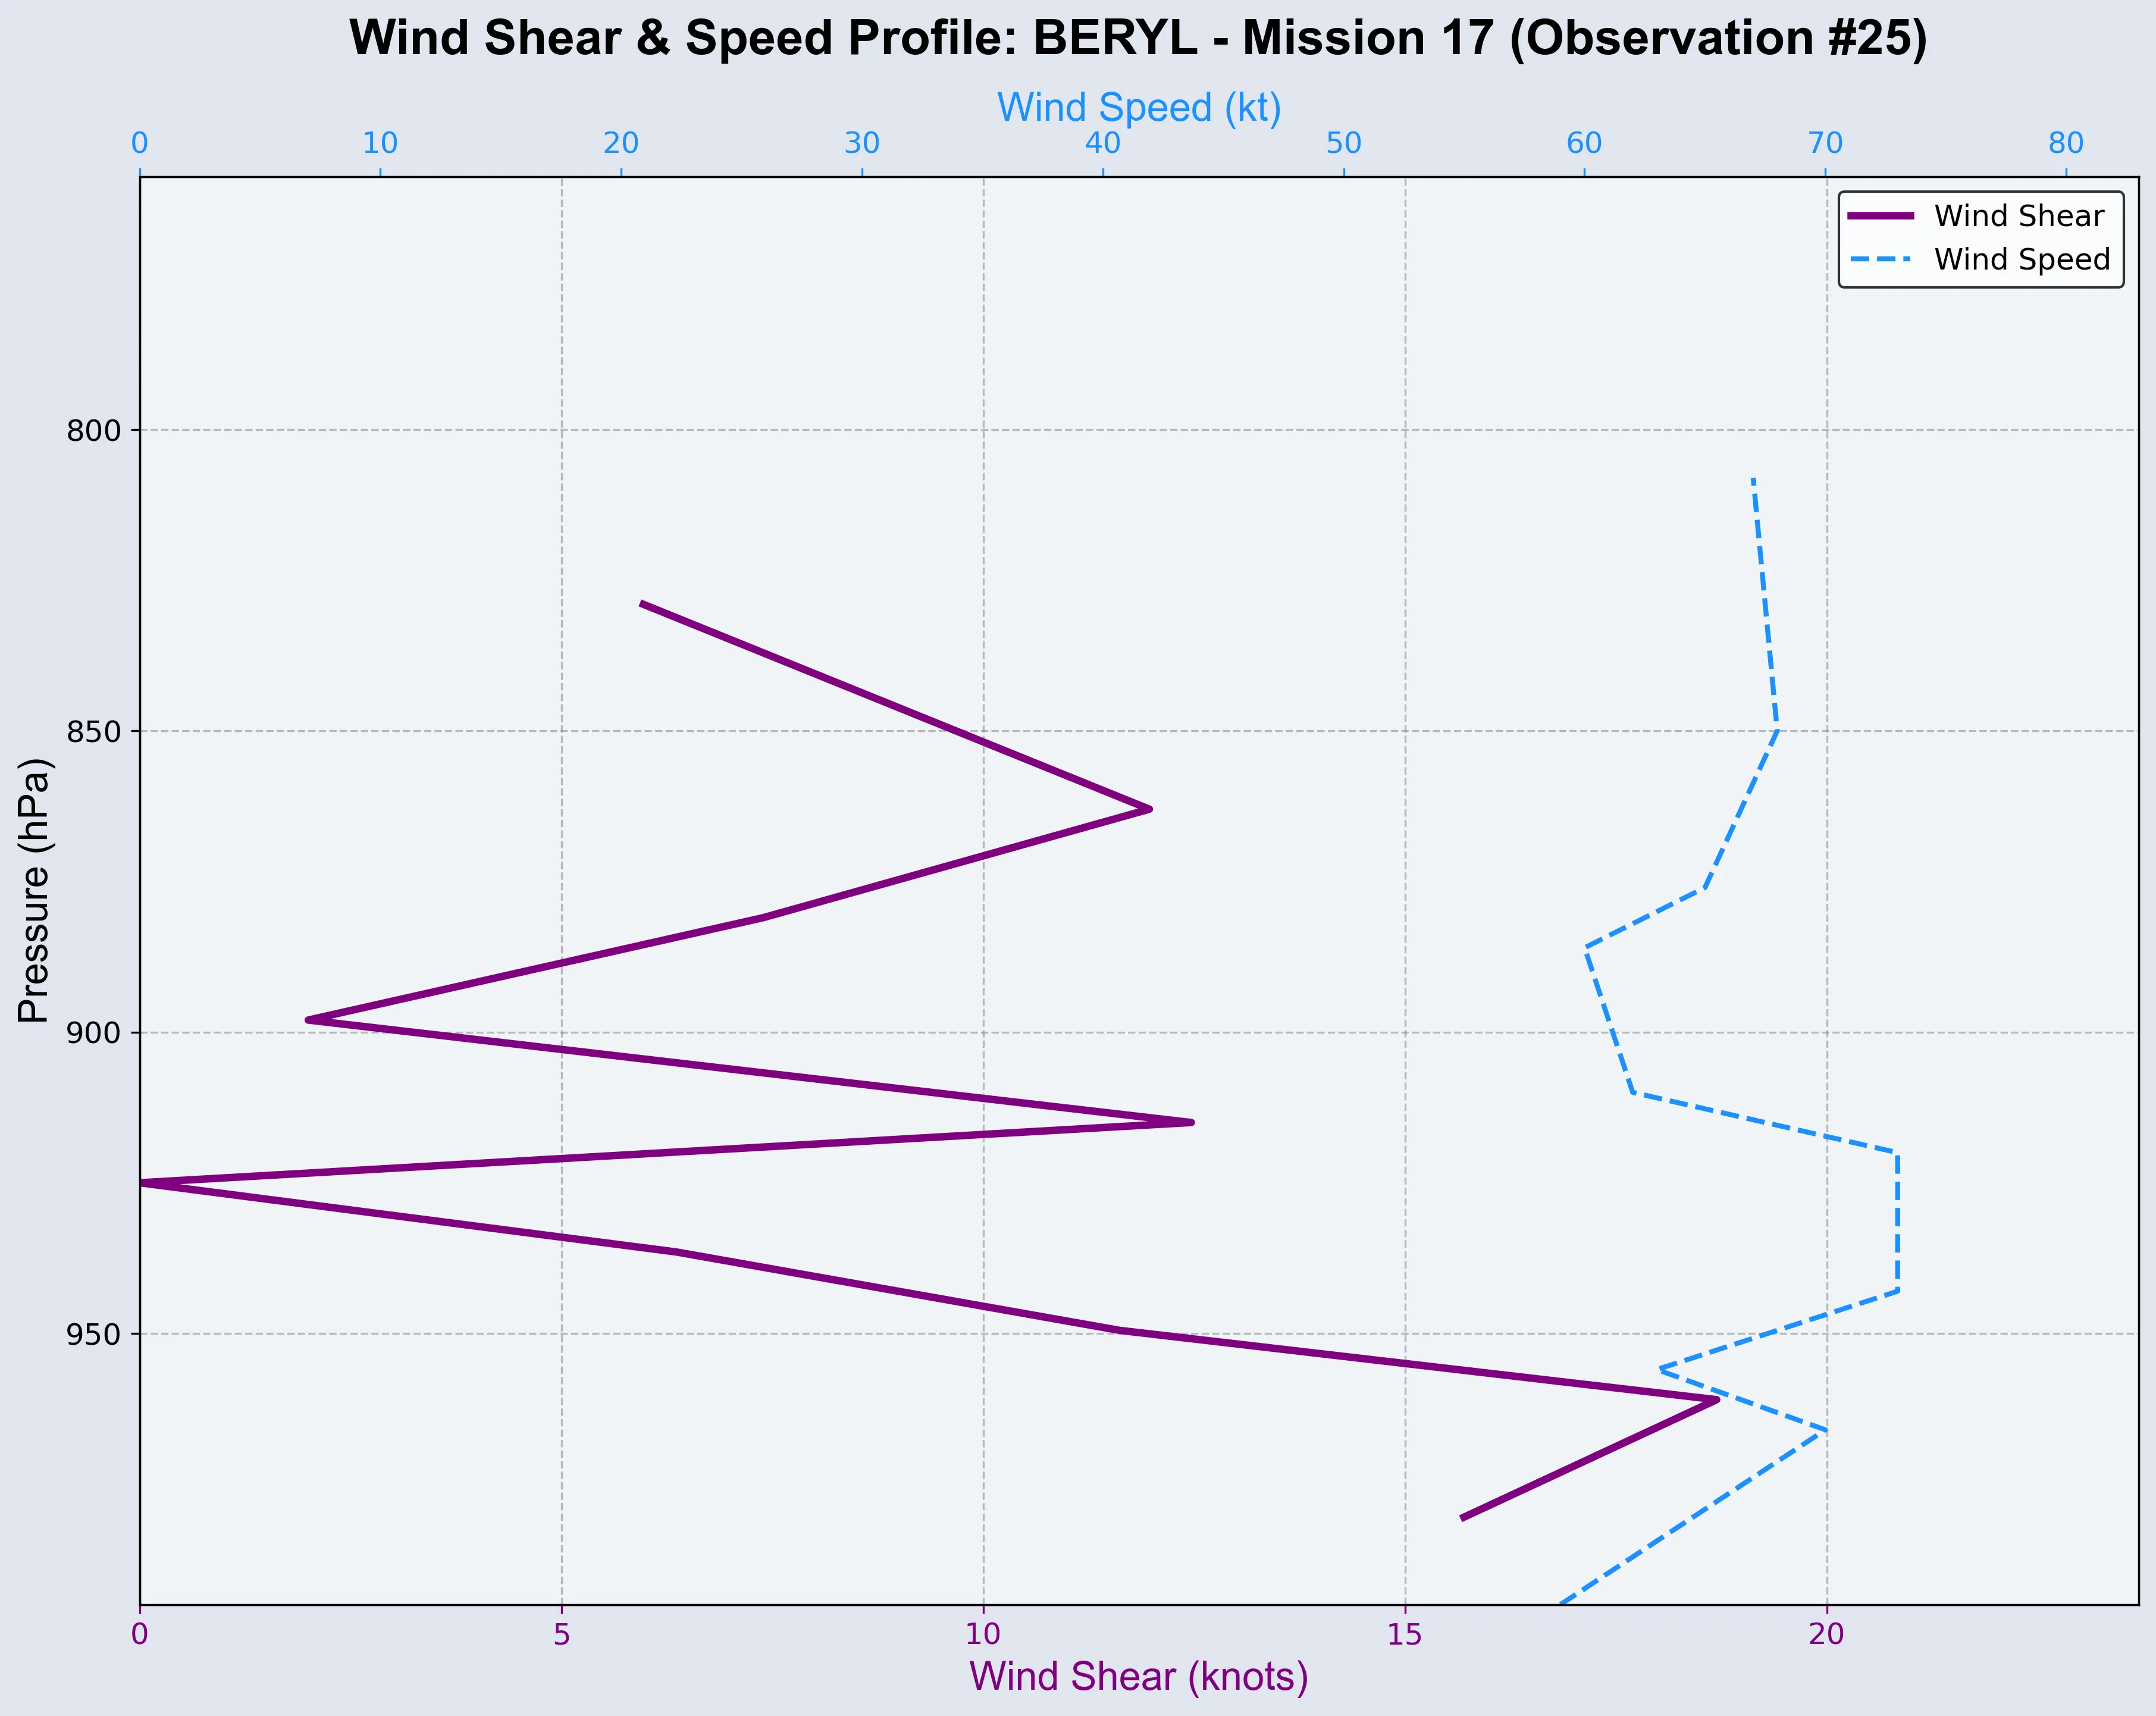 Wind Shear & Speed Profile: BERYL - Mission 17 (Observation #25)
Wind Speed (kt)
0 10 20 30 40 50 60 70 80
Wind Shear
Wind Speed
800
850
900
950
Pressure (hPa)
0 5 10 15 20
Wind Shear (knots)